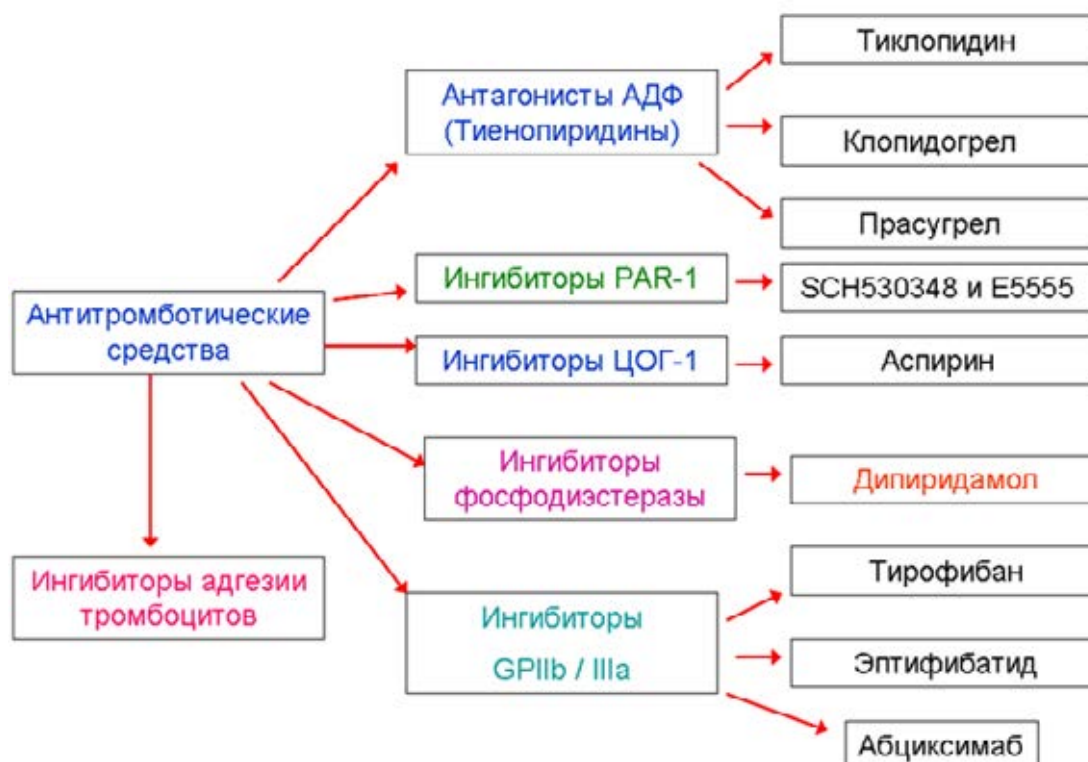 Тиклопидин
Антагонисты АДФ
(Тиенопиридины)
Клопидогрел
Прасугрел
Ингибиторы PAR-1
SCH530348 и E5555
Антитромботические
средства
Ингибиторы ЦОГ-1
Аспирин
Ингибиторы
фосфодиэстеразы
Дипиридамол
Ингибиторы адгезии
тромбоцитов
Тирофибан
Ингибиторы
GPIIb / IIIa
Эптифибатид
Абциксимаб